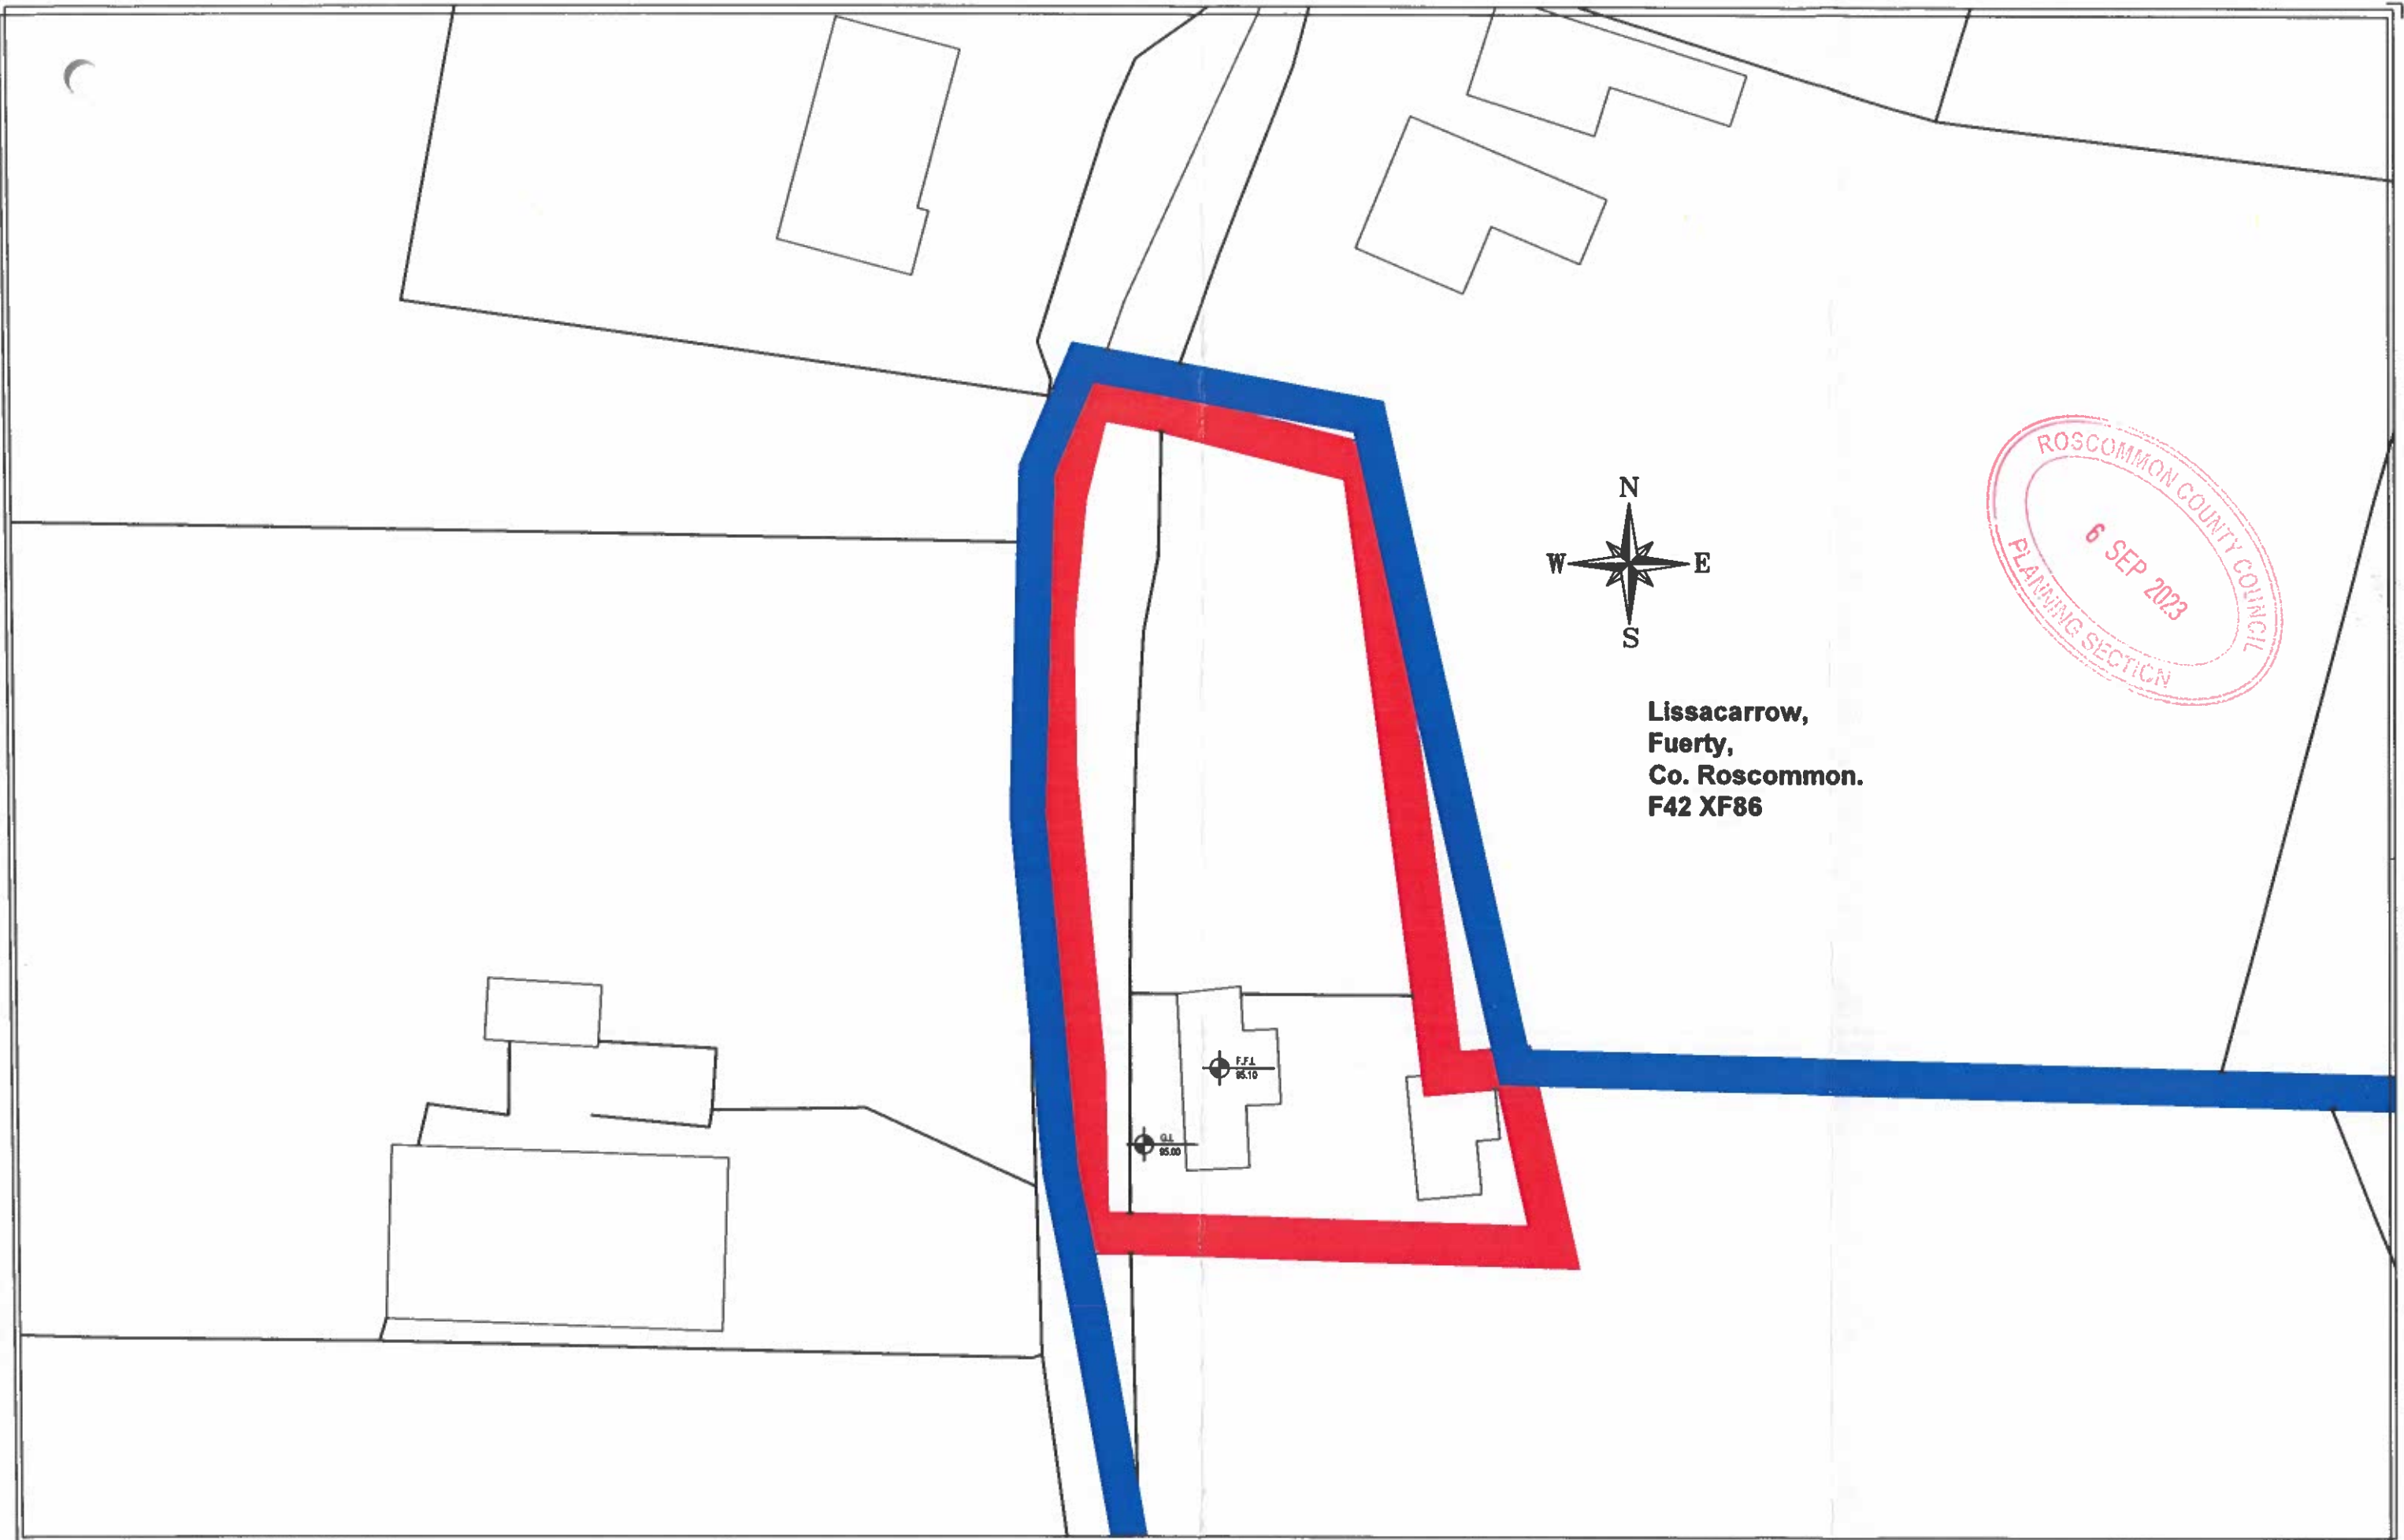 N
W E
S
ROSCOMMON COUNTY COUNCIL
6 SEP 2023
PLANNING SECTION
Lissacarrow,
Fuerty,
Co. Roscommon.
F42 XF86
F.F.L
95.10
G.L
95.00